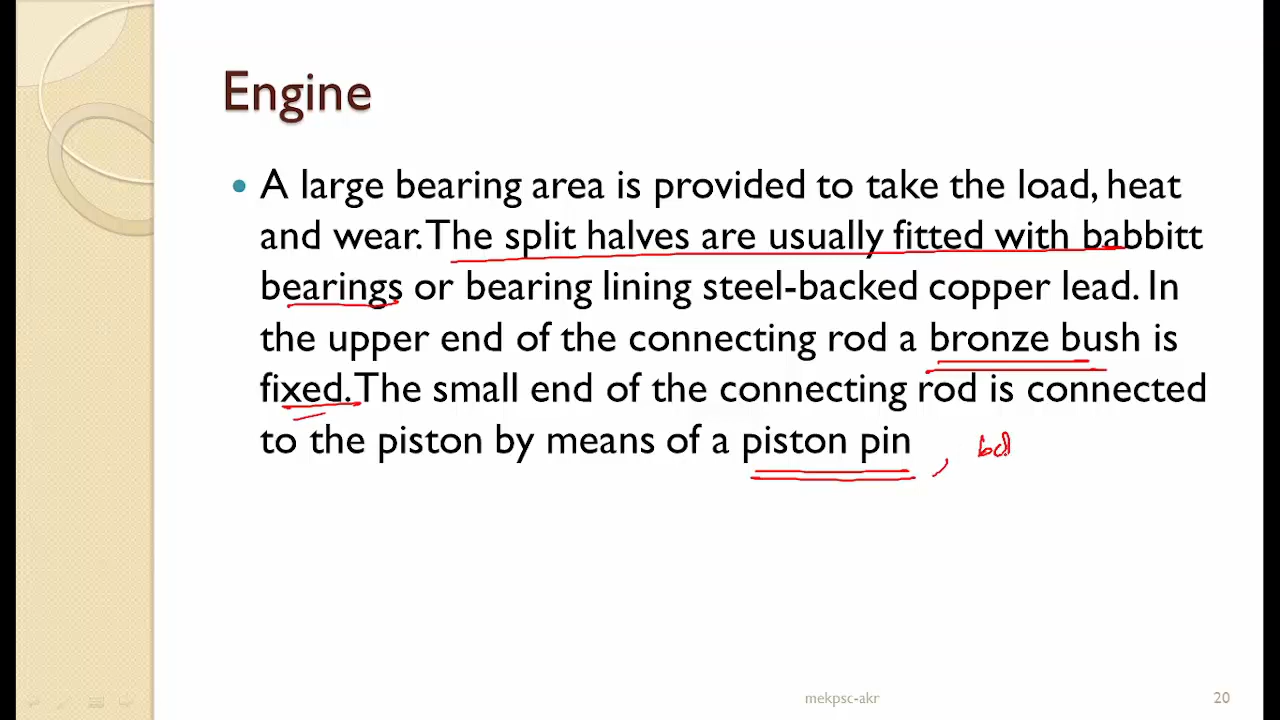 Engine
• A large bearing area is provided to take the load, heat
and wear. The split halves are usually fitted with babbitt
bearings or bearing lining steel-backed copper lead. In
the upper end of the connecting rod a bronze bush is
fixed. The small end of the connecting rod is connected
to the piston by means of a piston pin ,
mekpsc-akr 20